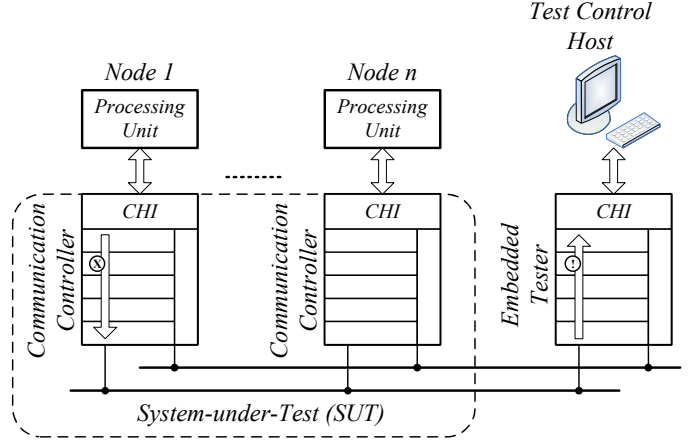 Test Control
Host
Node 1
Node n
Processing
Unit
Processing
Unit
CHI
CHI
CHI
Communication
Controller
Communication
Controller
Embedded
Tester
X
!
System-under-Test (SUT)